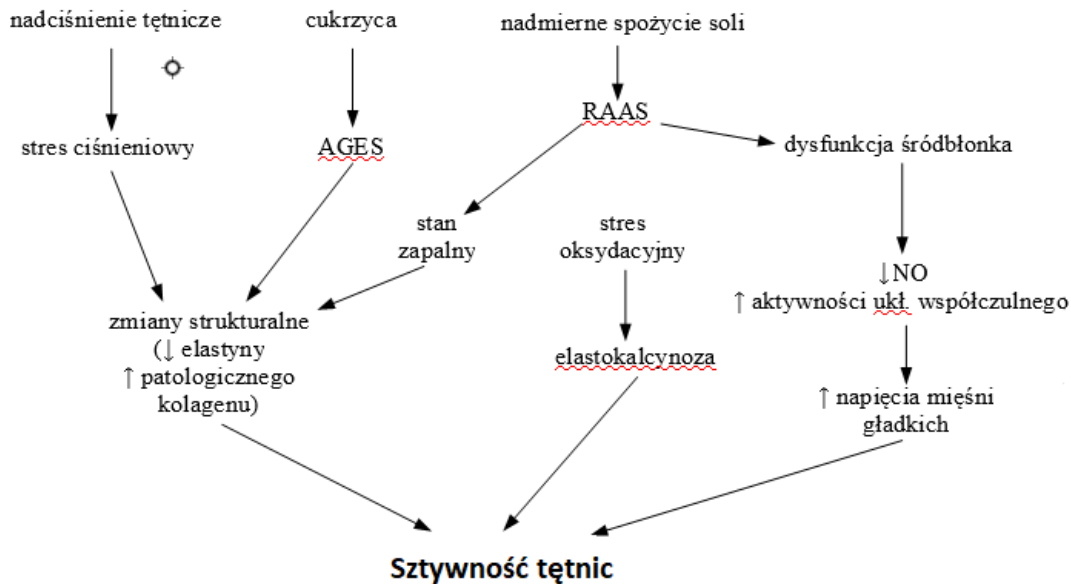 nadciśnienie tętnicze
cukrzyca
nadmierne spożycie soli
RAAS
stres ciśnieniowy
AGES
dysfunkcja śródbłonka
stan
zapalny
stres
oksydacyjny
↓NO
↑ aktywności ukł. współczulnego
zmiany strukturalne
(↓ elastyny
↑ patologicznego
kolagenu)
elastokalcynoza
↑ napięcia mięśni
gładkich
Sztywność tętnic